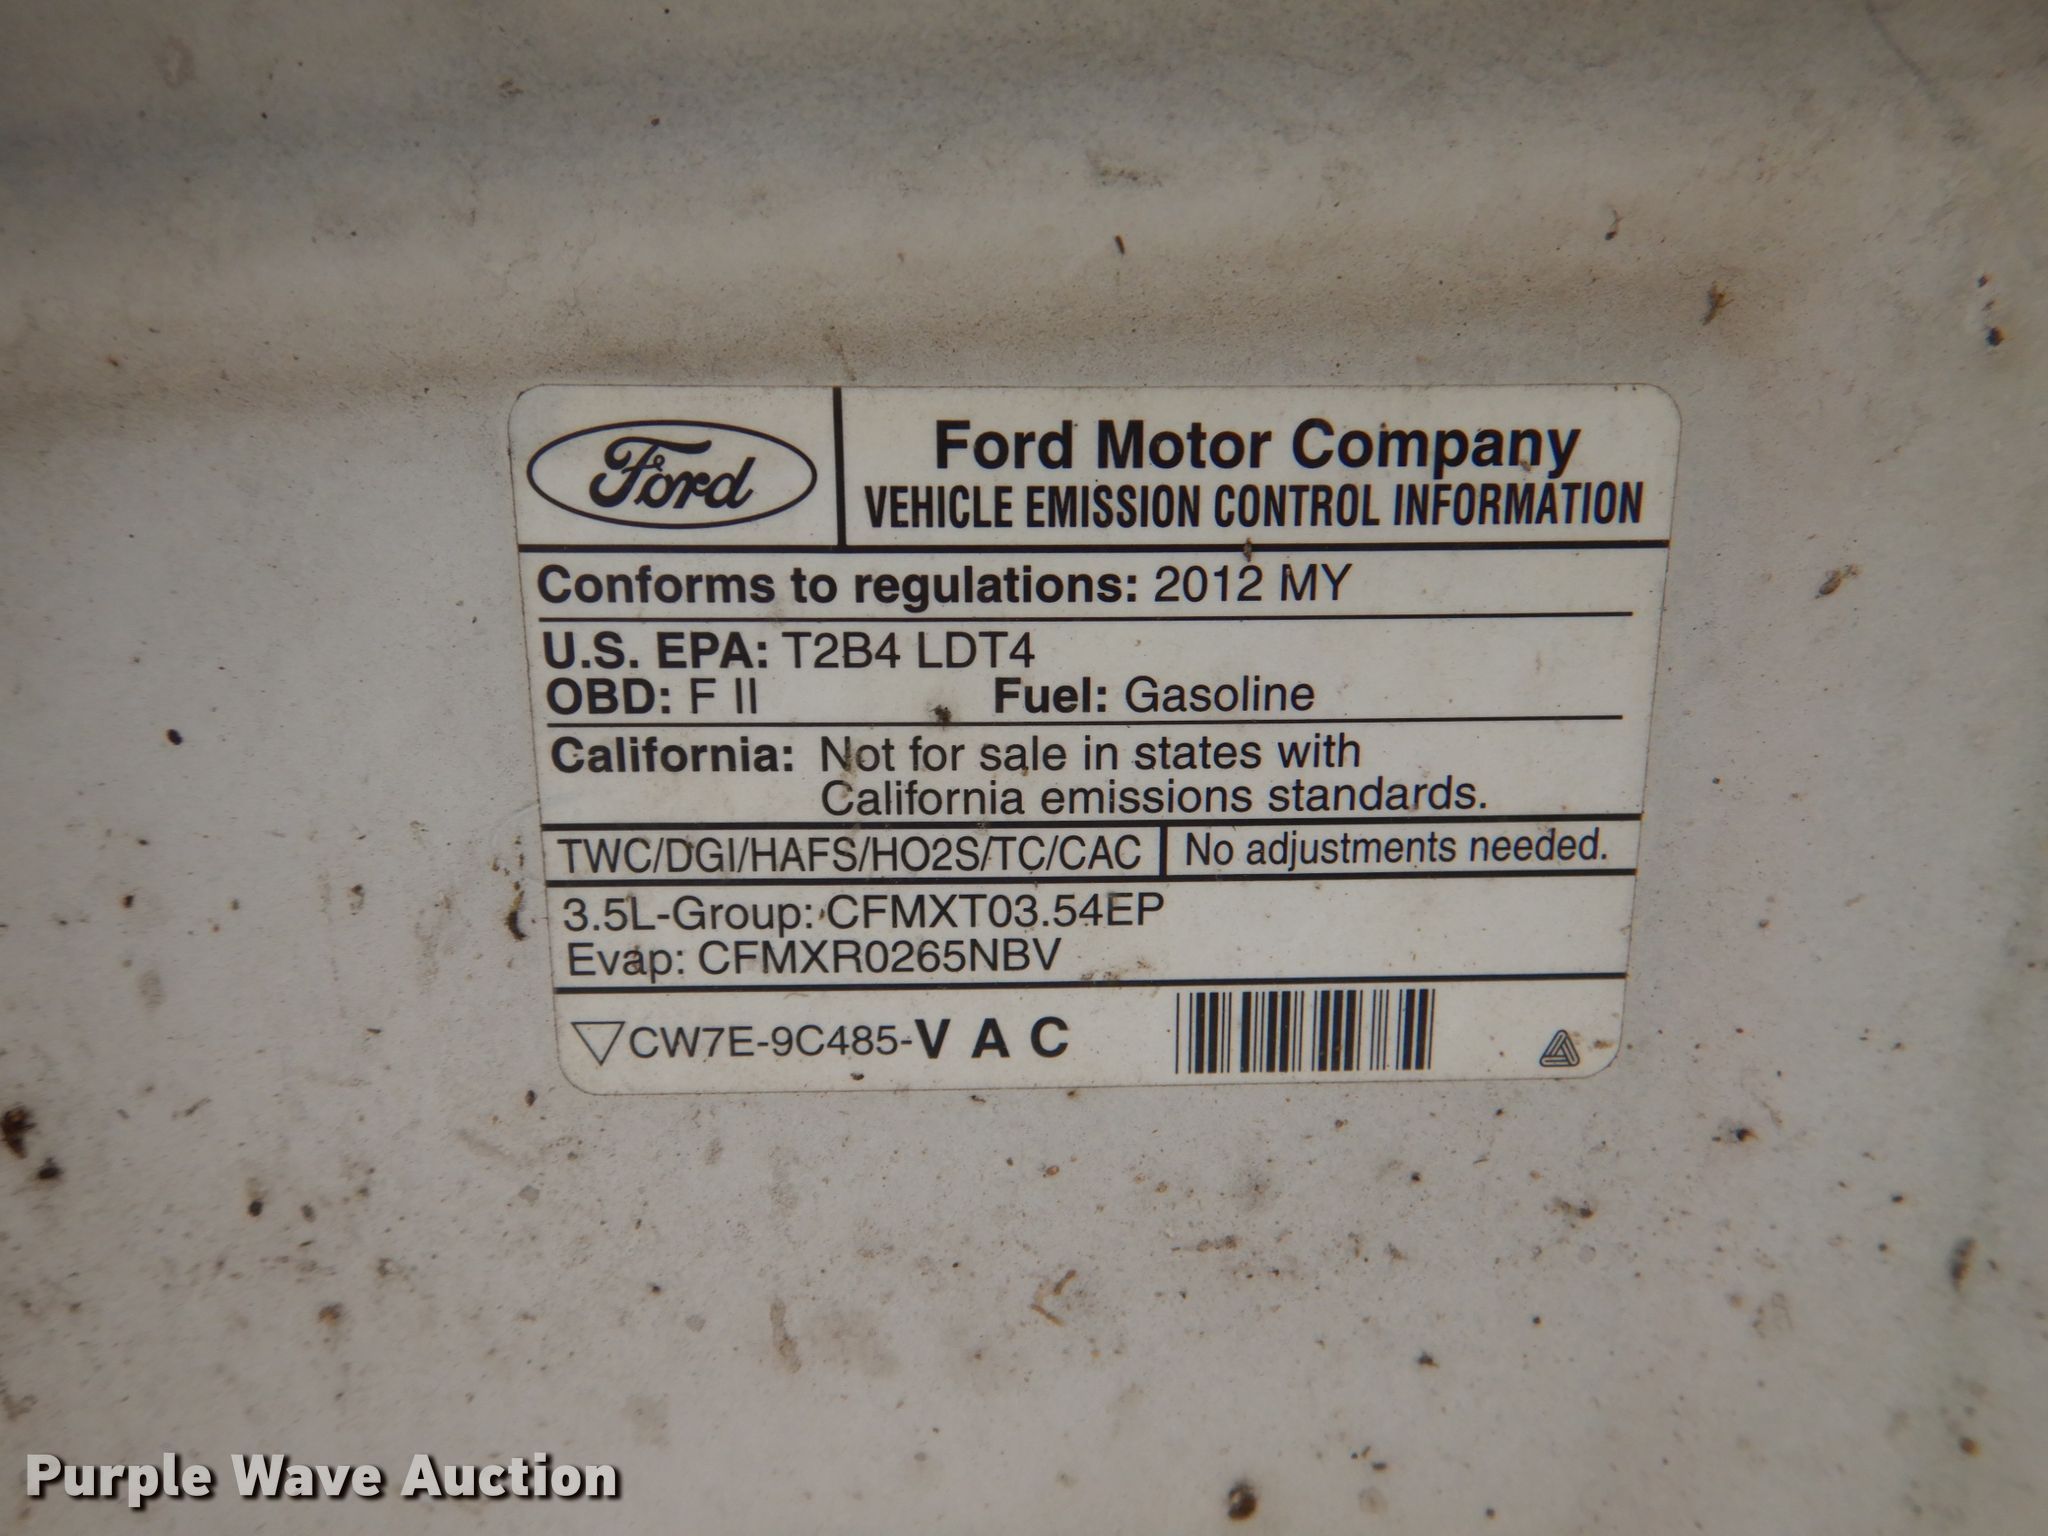 Ford
Ford Motor Company
VEHICLE EMISSION CONTROL INFORMATION
Conforms to regulations: 2012 MY
U.S. EPA: T2B4 LDT4
OBD: F II Fuel: Gasoline
California: Not for sale in states with
California emissions standards.
TWC/DGI/HAFS/HO2S/TC/CAC No adjustments needed.
3.5L-Group: CFMXT03.54EP
Evap: CFMXR0265NBV
CW7E-9C485-V A C
Purple Wave Auction